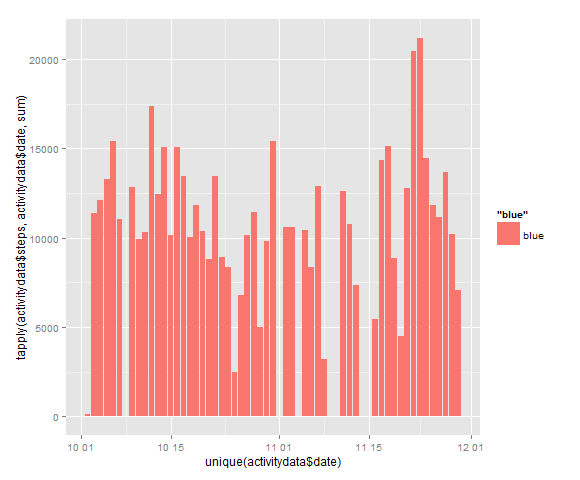 20000
15000
10000
5000
0
tapply(activitydata$steps, activitydata$date, sum)
10 01
10 15
11 01
11 15
12 01
unique(activitydata$date)
"blue"
blue